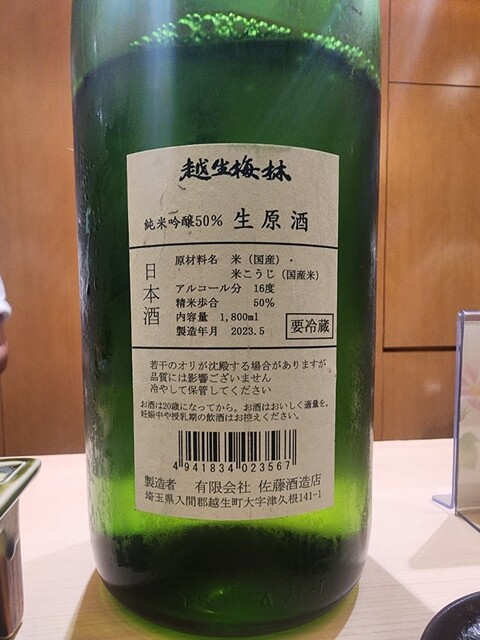 越生梅林
純米吟醸50% 生原酒
日本酒
原材料名 米（国産）・
米こうじ（国産米）
アルコール分 16度
精米歩合 50%
内容量 1,800ml
製造年月 2023.5
要冷蔵
若干のオリが沈殿する場合がありますが
品質には影響ございません
冷やして保管してください
お酒は20歳になってから。お酒はおいしく適量を。
妊娠中や授乳期の飲酒はお控えください。
4941834023567
製造者 有限会社 佐藤酒造店
埼玉県入間郡越生町大字津久根141-1